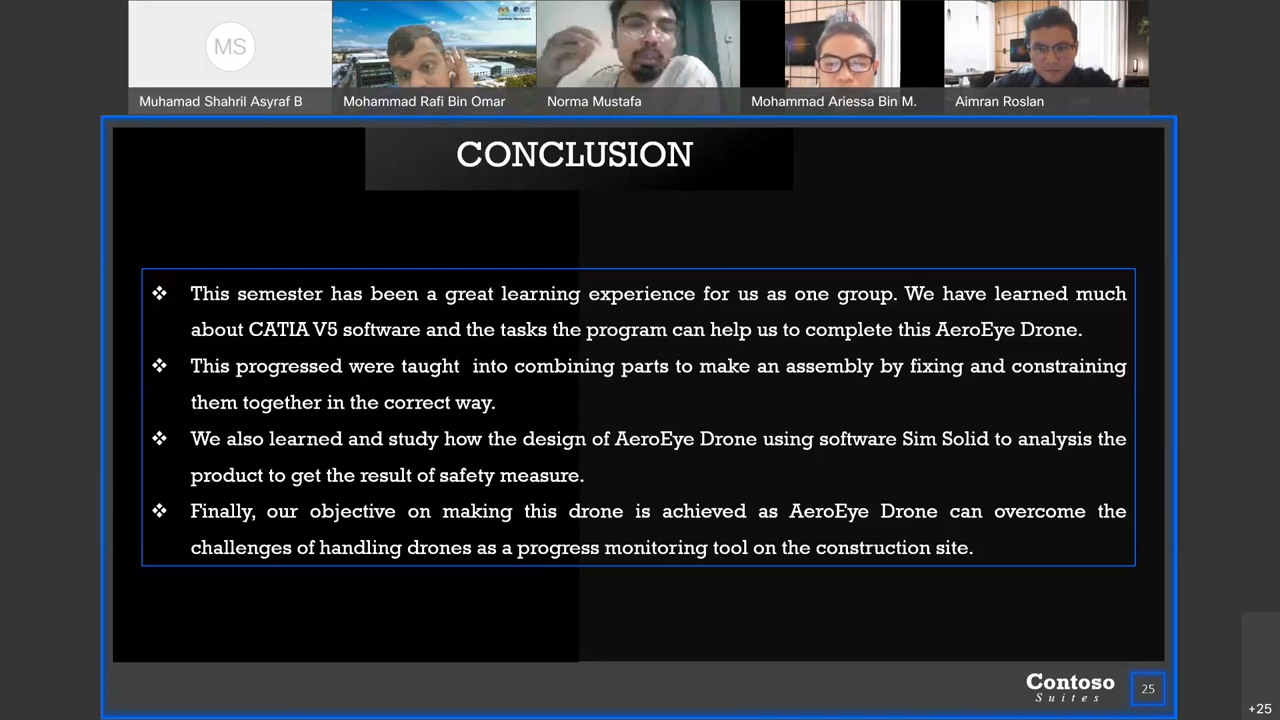 MS
Muhamad Shahril Asyraf B
Mohammad Rafi Bin Omar
Norma Mustafa
Mohammad Ariessa Bin M.
Aimran Roslan
CONCLUSION
❖ This semester has been a great learning experience for us as one group. We have learned much
about CATIA V5 software and the tasks the program can help us to complete this AeroEye Drone.
❖ This progressed were taught into combining parts to make an assembly by fixing and constraining
them together in the correct way.
❖ We also learned and study how the design of AeroEye Drone using software Sim Solid to analysis the
product to get the result of safety measure.
❖ Finally, our objective on making this drone is achieved as AeroEye Drone can overcome the
challenges of handling drones as a progress monitoring tool on the construction site.
Contoso
Suites
25
+25